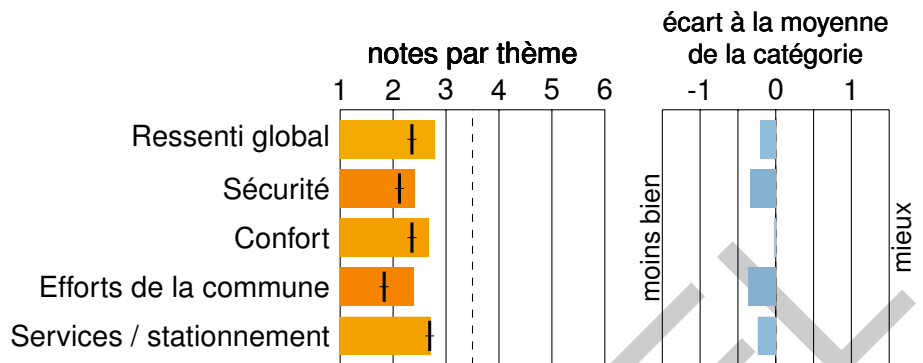 notes par thème
1 2 3 4 5 6
Ressenti global
Sécurité
Confort
Efforts de la commune
Services / stationnement
écart à la moyenne
de la catégorie
-1 0 1
moins bien
mieux